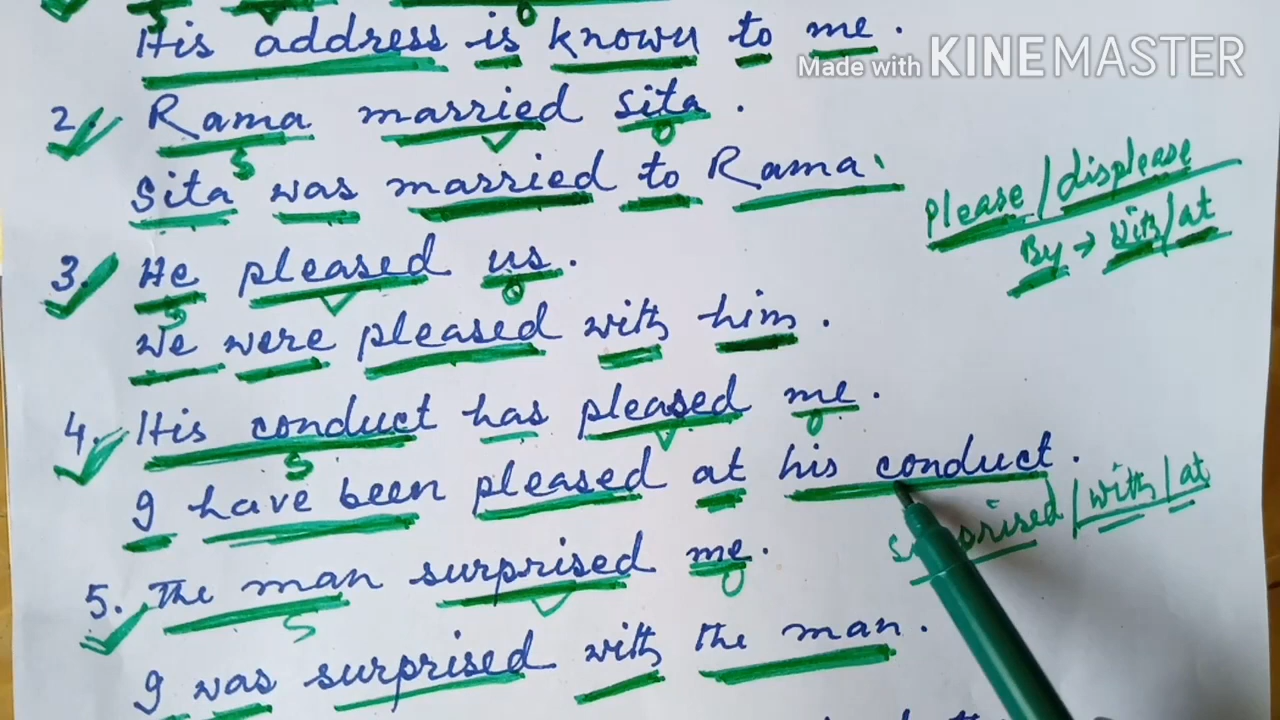 His address is known to me.
Made with KINEMASTER
2. Rama married Sita.
Sita was married to Rama
Please / displease
By → with / at
3. He pleased us.
S V O
We were pleased with him.
4. His conduct has pleased me.
S V O
I have been pleased at his conduct.
surprised / with / at
5. The man surprised me.
S V O
I was surprised with the man.